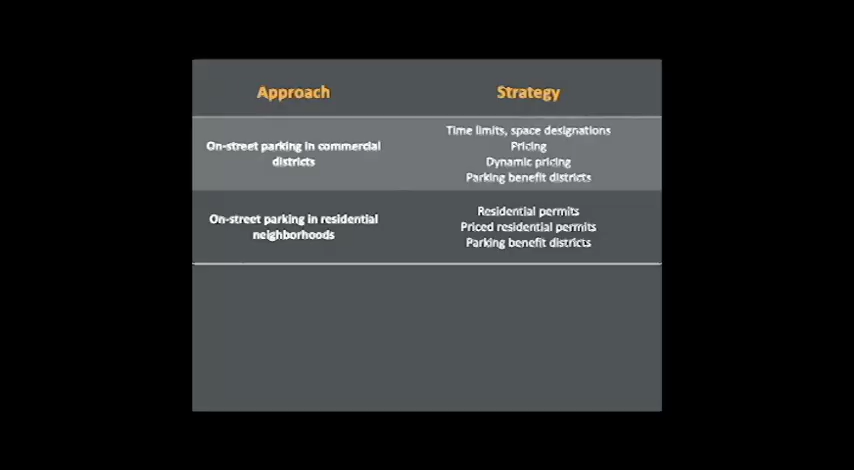 Approach
Strategy
On-street parking in commercial
districts
Time limits, space designations
Pricing
Dynamic pricing
Parking benefit districts
On-street parking in residential
neighborhoods
Residential permits
Priced residential permits
Parking benefit districts